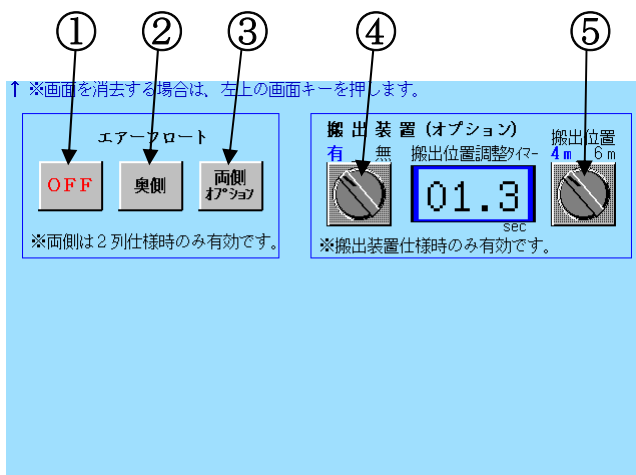 ① ② ③ ④ ⑤
↑ ※画面を消去する場合は、左上の画面キーを押します。
エアーフロート
OFF
奥側
両側
オプション
※両側は2列仕様時のみ有効です。
搬出装置(オプション)
有 無
搬出位置調整タイマー
01.3
sec
搬出位置
4m 6m
※搬出装置仕様時のみ有効です。